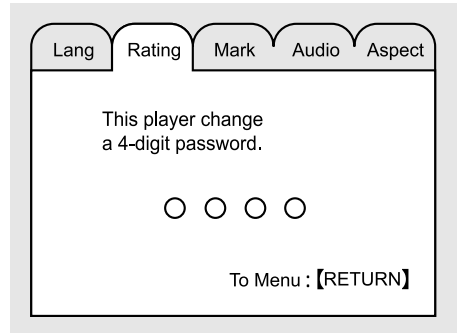 Lang Rating Mark Audio Aspect
This player change
a 4-digit password.
To Menu :【RETURN】